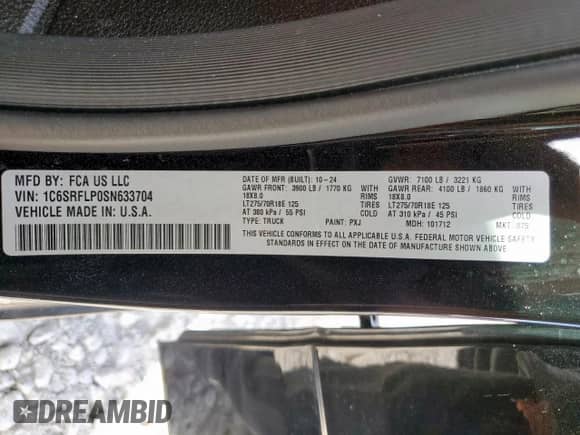 MFD BY: FCA US LLC
VIN: 1C6SRFLP0SN633704
VEHICLE MADE IN: U.S.A.
DATE OF MFR (BUILT): 10-24
GAWR FRONT: 3900 LB / 1770 KG WITH
18X8.0 RIMS
LT275/70R18E 125 TIRES
AT 380 kPa / 55 PSI COLD
TYPE: TRUCK PAINT: PXJ
GVWR: 7100 LB / 3221 KG
GAWR REAR: 4100 LB / 1860 KG WITH
18X8.0 RIMS
LT275/70R18E 125 TIRES
AT 310 kPa / 45 PSI COLD
MDH: 101712
THIS VEHICLE CONFORMS TO ALL APPLICABLE U.S.A. FEDERAL MOTOR VEHICLE SAFETY
STANDARDS IN EFFECT ON THE DATE OF MANUFACTURE SHOWN ABOVE
DREAMBID